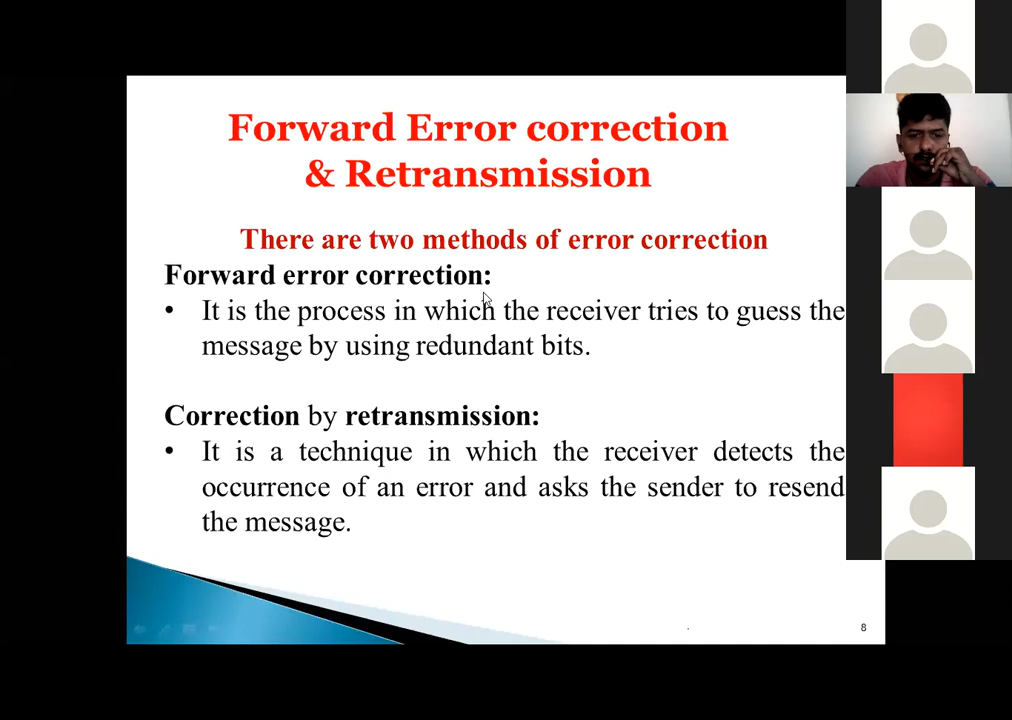 Forward Error correction
& Retransmission
There are two methods of error correction
Forward error correction:
• It is the process in which the receiver tries to guess the
message by using redundant bits.
Correction by retransmission:
• It is a technique in which the receiver detects the
occurrence of an error and asks the sender to resend
the message.
8